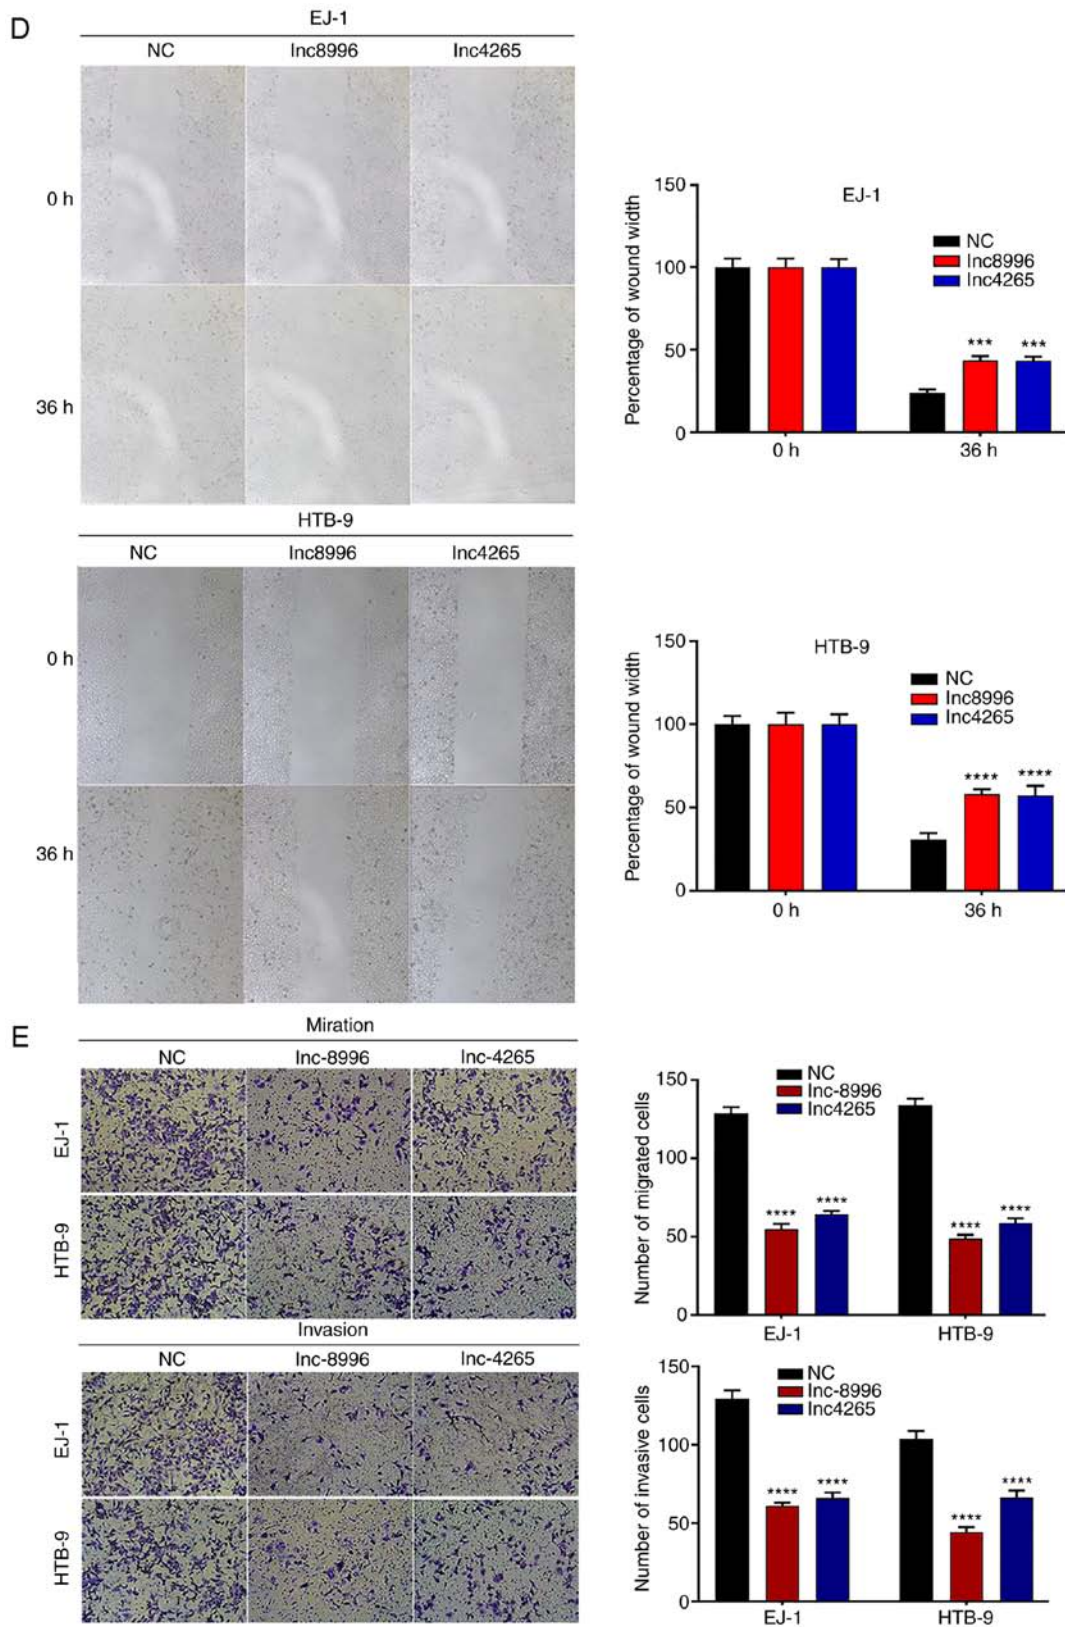 D
EJ-1
NC lnc8996 lnc4265
0 h
36 h
150
100
50
0
Percentage of wound width
EJ-1
NC
lnc8996
lnc4265
*** ***
0 h 36 h
HTB-9
NC lnc8996 lnc4265
0 h
36 h
150
100
50
0
Percentage of wound width
HTB-9
NC
lnc8996
lnc4265
**** ****
0 h 36 h
E
Miration
NC lnc-8996 lnc-4265
EJ-1
HTB-9
150
100
50
0
Number of migrated cells
NC
lnc-8996
lnc4265
**** **** **** ****
EJ-1 HTB-9
Invasion
NC lnc-8996 lnc-4265
EJ-1
HTB-9
150
100
50
0
Number of invasive cells
NC
lnc-8996
lnc4265
**** **** **** ****
EJ-1 HTB-9